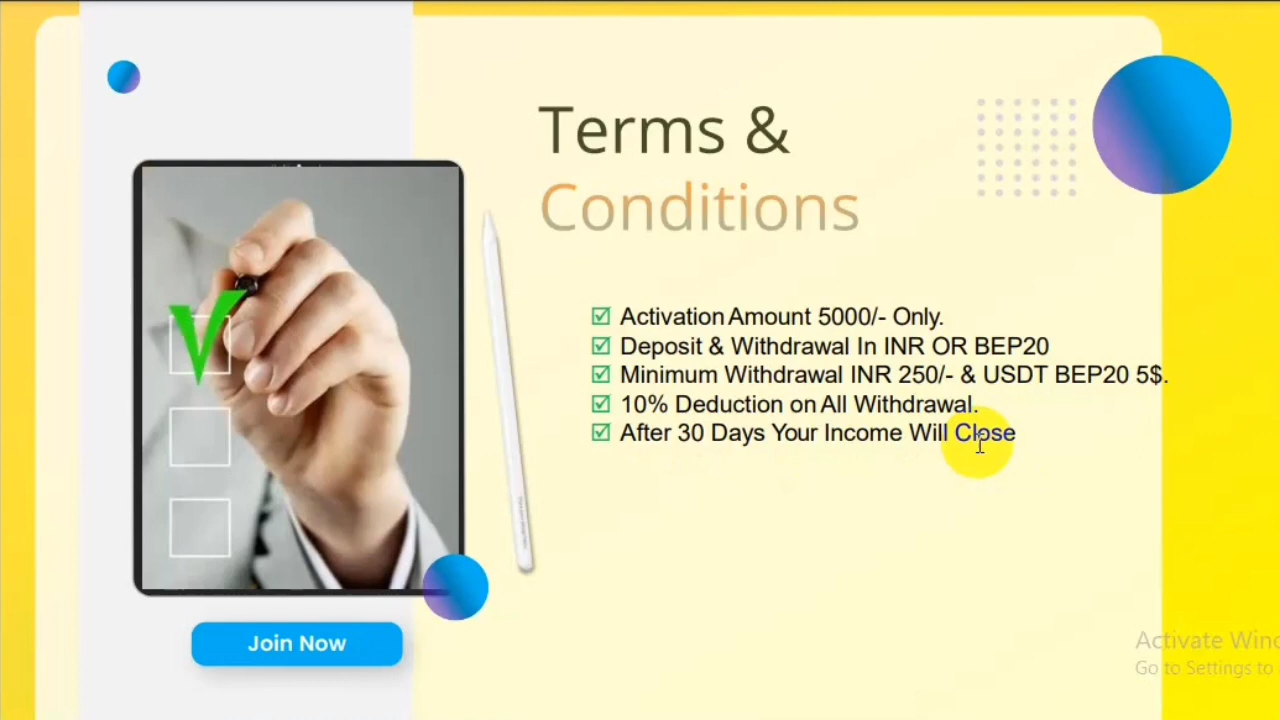 Terms &
Conditions
Activation Amount 5000/- Only.
Deposit & Withdrawal In INR OR BEP20
Minimum Withdrawal INR 250/- & USDT BEP20 5$.
10% Deduction on All Withdrawal.
After 30 Days Your Income Will Close
Join Now
Activate Wind
Go to Settings to